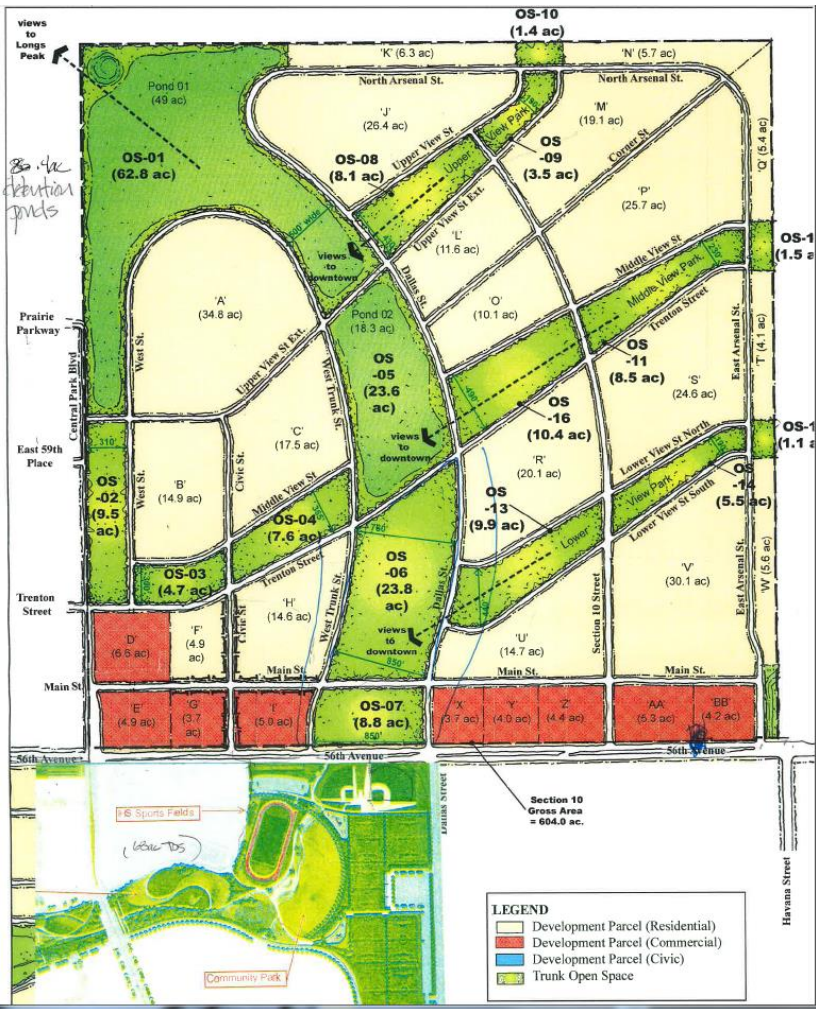 views
to
Longs
Peak
OS-10
(1.4 ac)
'K' (6.3 ac)
'N' (5.7 ac)
North Arsenal St.
North Arsenal St.
Pond 01
(49 ac)
'J'
(26.4 ac)
'M'
(19.1 ac)
'Q' (5.4 ac)
OS-01
(62.8 ac)
OS-08
(8.1 ac)
Upper View St
Upper
View Park
OS
-09
(3.5 ac)
Corner St
detention
ponds
'P'
(25.7 ac)
Upper View St Ext.
500' wide
'L'
(11.6 ac)
views
to
downtown
Middle View St
OS-1
(1.5 a
Dallas St.
Middle View Park
'A'
(34.8 ac)
'O'
(10.1 ac)
Trenton Street
Prairie
Parkway
Pond 02
(18.3 ac)
West St.
Upper View St Ext.
OS
-05
(23.6
ac)
OS
-11
(8.5 ac)
East Arsenal St.
'T' (4.1 ac)
Central Park Blvd
West Trunk St.
'S'
(24.6 ac)
OS
-16
(10.4 ac)
'C'
(17.5 ac)
views
to
downtown
OS-1
(1.1 a
East 59th
Place
310'
Lower View St North
'R'
(20.1 ac)
Civic St.
OS
-02
(9.5
ac)
West St.
'B'
(14.9 ac)
Middle View St
OS
-14
(5.5 ac)
View Park
OS
-13
(9.9 ac)
Lower View St South
OS-04
(7.6 ac)
760'
Lower
OS-03
(4.7 ac)
Trenton Street
OS
-06
(23.8
ac)
'V'
(30.1 ac)
'W' (5.6 ac)
Trenton
Street
Civic St
'H'
(14.6 ac)
West Trunk St.
Dallas St.
Section 10 Street
East Arsenal St.
D'
(6.6 ac)
'F'
(4.9
ac)
views
to
downtown
'U'
(14.7 ac)
850'
Main St.
Main St.
Main St.
Main St.
'E'
(4.9 ac)
'G'
(3.7
ac)
'I'
(5.0 ac)
OS-07
(8.8 ac)
850'
'X'
(3.7 ac)
'Y'
(4.0 ac)
'Z'
(4.4 ac)
'AA'
(5.3 ac)
'BB'
(4.2 ac)
56th Avenue
56th Avenue
56th Avenue
Dallas Street
Section 10
Gross Area
= 604.0 ac.
HS Sports Fields
Community Park
Havana Street
LEGEND
Development Parcel (Residential)
Development Parcel (Commercial)
Development Parcel (Civic)
Trunk Open Space